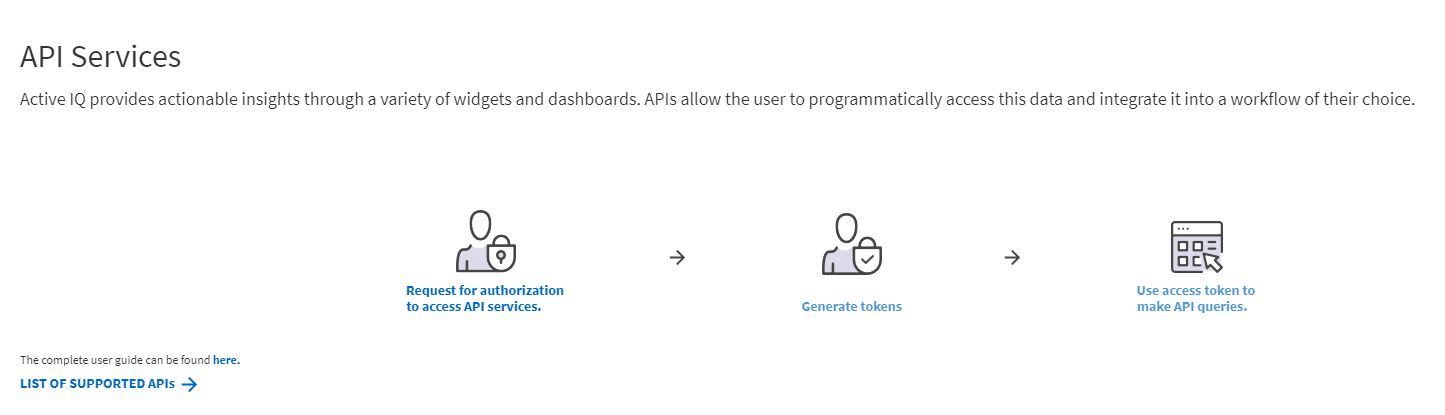 API Services
Active IQ provides actionable insights through a variety of widgets and dashboards. APIs allow the user to programmatically access this data and integrate it into a workflow of their choice.
Request for authorization
to access API services.
Generate tokens
Use access token to
make API queries.
The complete user guide can be found here.
LIST OF SUPPORTED APIs